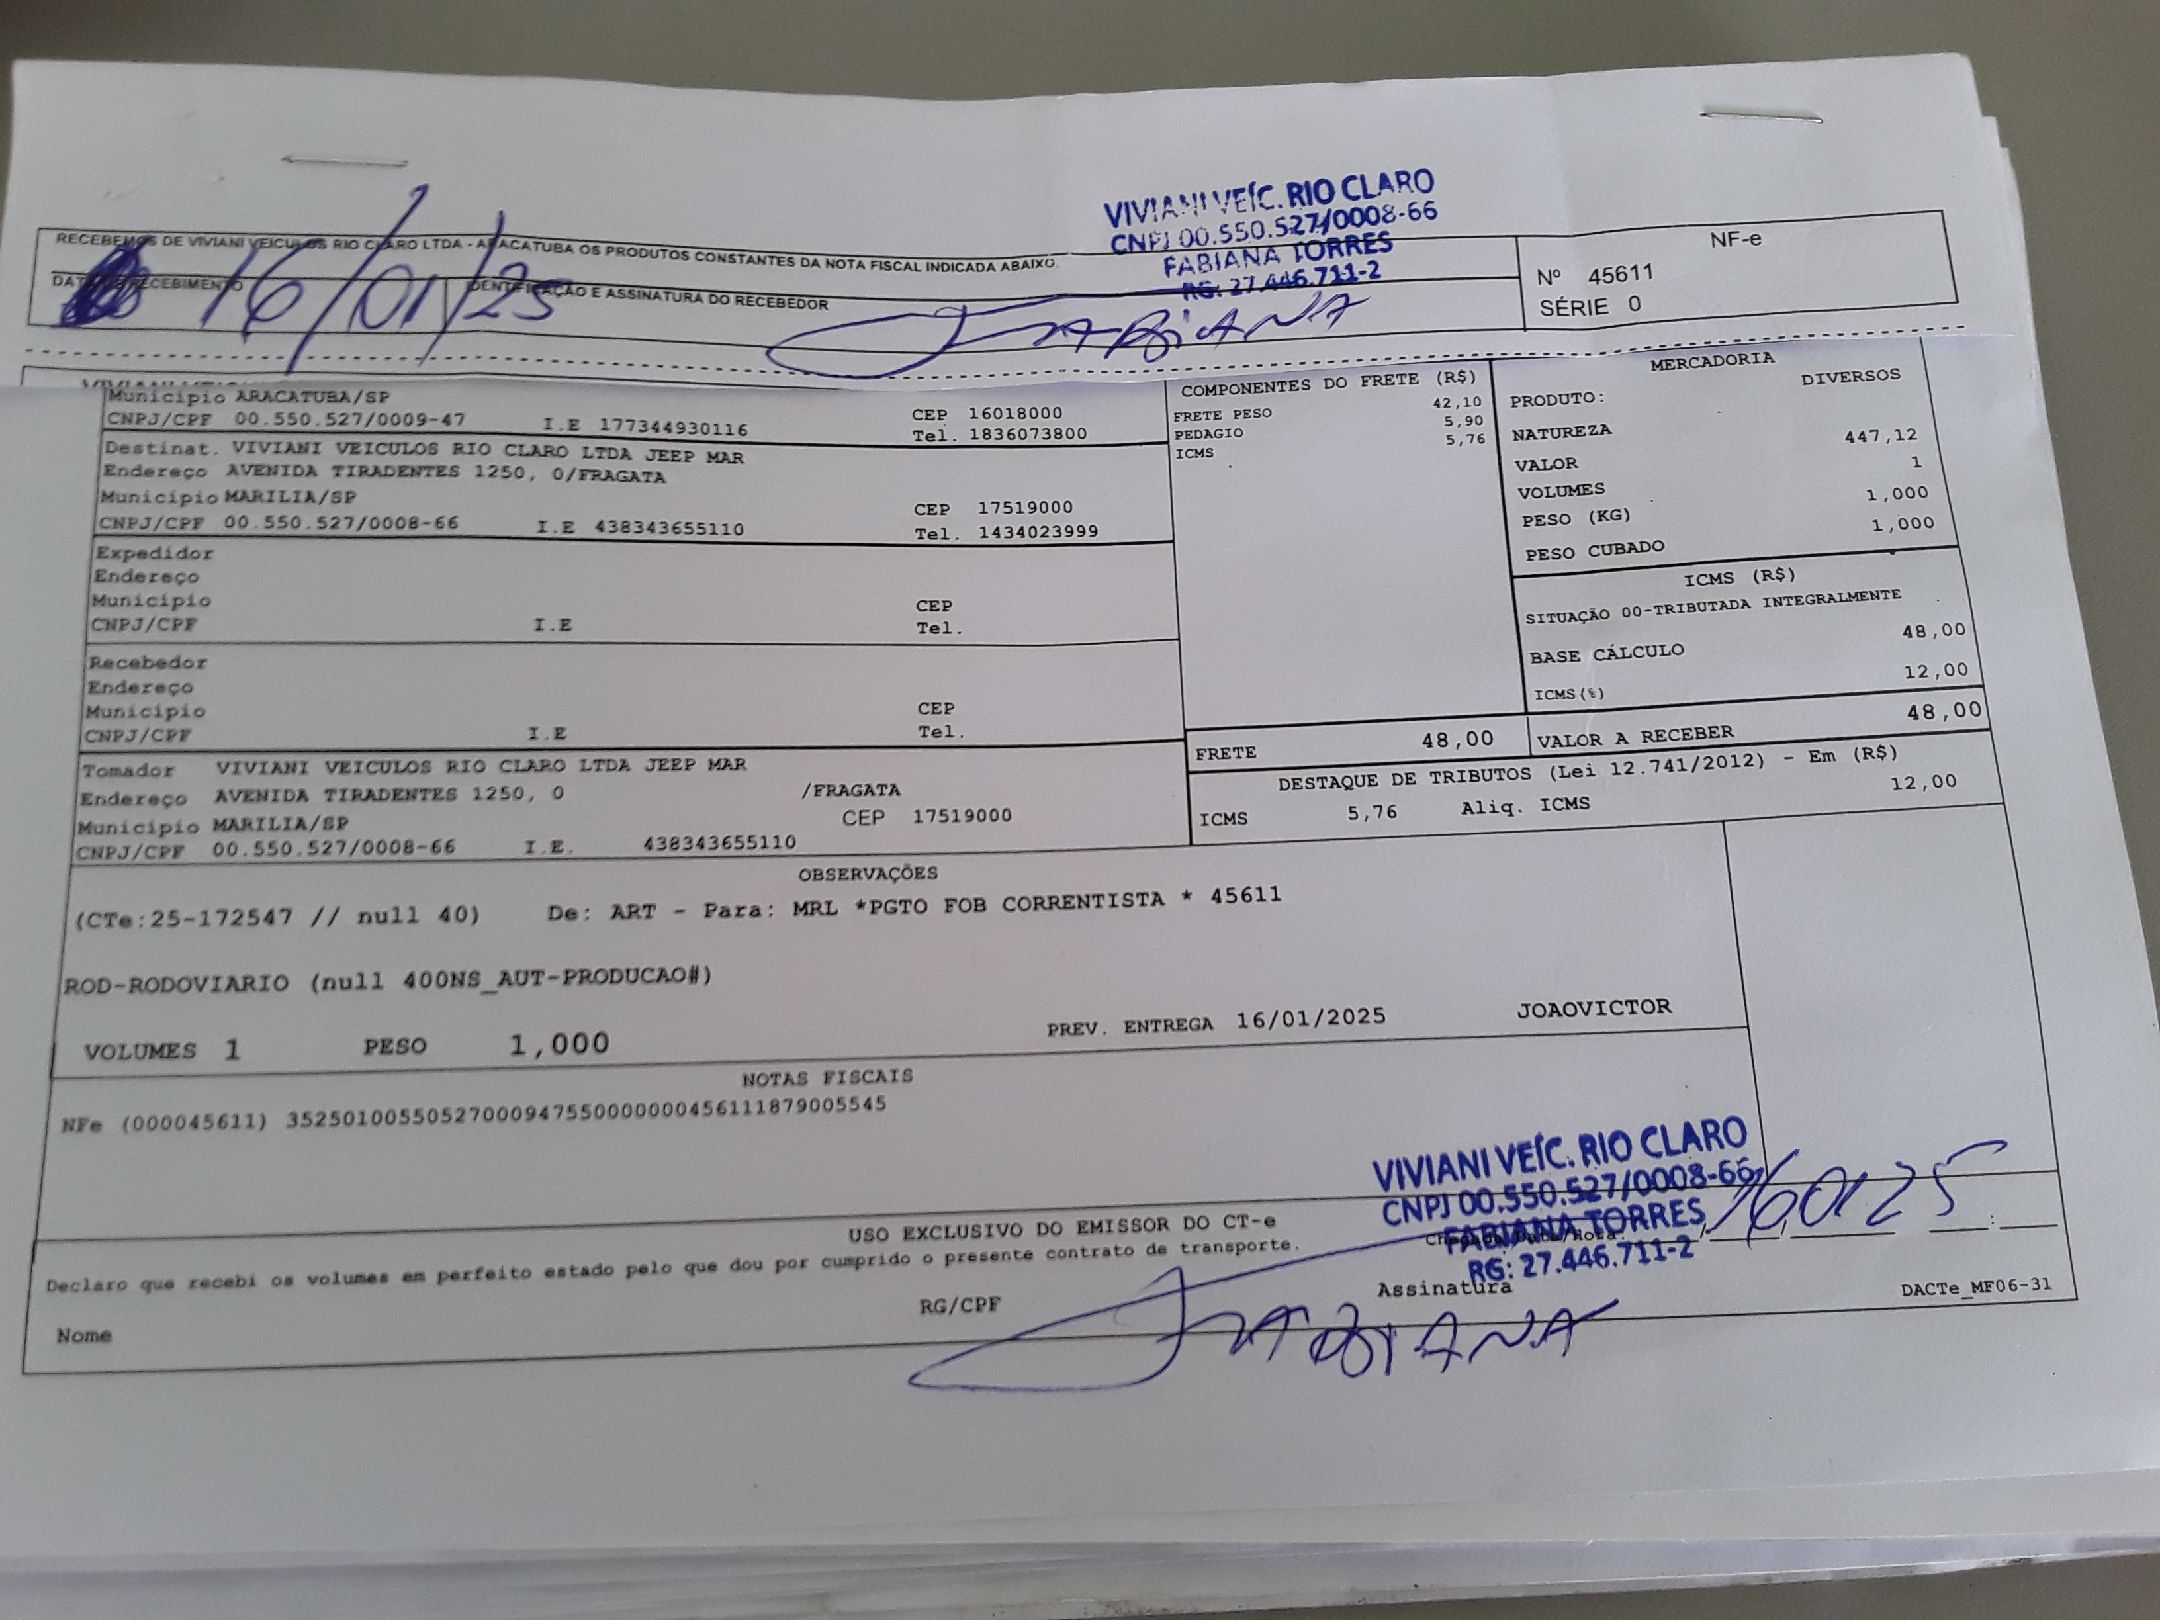 VIVIANI VEÍC. RIO CLARO
CNPJ 00.550.527/0008-66
FABIANA TORRES
RG: 27.446.711-2
RECEBEMOS DE VIVIANI VEICULOS RIO CLARO LTDA - ARACATUBA OS PRODUTOS CONSTANTES DA NOTA FISCAL INDICADA ABAIXO.
DATA RECEBIMENTO
16/01/25
IDENTIFICAÇÃO E ASSINATURA DO RECEBEDOR
FABIANA
NF-e
Nº 45611
SÉRIE 0
Município ARACATUBA/SP
CNPJ/CPF 00.550.527/0009-47 I.E 177344930116
CEP 16018000
Tel. 1836073800
Destinat. VIVIANI VEICULOS RIO CLARO LTDA JEEP MAR
Endereço AVENIDA TIRADENTES 1250, 0/FRAGATA
Município MARILIA/SP CEP 17519000
CNPJ/CPF 00.550.527/0008-66 I.E 438343655110 Tel. 1434023999
Expedidor
Endereço
Município CEP
CNPJ/CPF I.E Tel.
Recebedor
Endereço
Município CEP
CNPJ/CPF I.E Tel.
Tomador VIVIANI VEICULOS RIO CLARO LTDA JEEP MAR
Endereço AVENIDA TIRADENTES 1250, 0 /FRAGATA
Município MARILIA/SP CEP 17519000
CNPJ/CPF 00.550.527/0008-66 I.E. 438343655110
COMPONENTES DO FRETE (R$)
FRETE PESO 42,10
PEDAGIO 5,90
ICMS 5,76
MERCADORIA
PRODUTO: DIVERSOS
NATUREZA
VALOR 447,12
VOLUMES 1
PESO (KG) 1,000
PESO CUBADO 1,000
ICMS (R$)
SITUAÇÃO 00-TRIBUTADA INTEGRALMENTE
BASE CÁLCULO 48,00
ICMS(%) 12,00
FRETE 48,00 VALOR A RECEBER 48,00
DESTAQUE DE TRIBUTOS (Lei 12.741/2012) - Em (R$)
ICMS 5,76 Aliq. ICMS 12,00
OBSERVAÇÕES
(CTe:25-172547 // null 40) De: ART - Para: MRL *PGTO FOB CORRENTISTA * 45611
ROD-RODOVIARIO (null 400NS_AUT-PRODUCAO#)
VOLUMES 1 PESO 1,000 PREV. ENTREGA 16/01/2025 JOAOVICTOR
NOTAS FISCAIS
NFe (000045611) 35250100550527000947550000000456111879005545
VIVIANI VEÍC. RIO CLARO
CNPJ 00.550.527/0008-66
FABIANA TORRES
RG: 27.446.711-2
160125
USO EXCLUSIVO DO EMISSOR DO CT-e
Declaro que recebi os volumes em perfeito estado pelo que dou por cumprido o presente contrato de transporte.
Nome RG/CPF Assinatura
FABIANA
DACTe_MF06-31